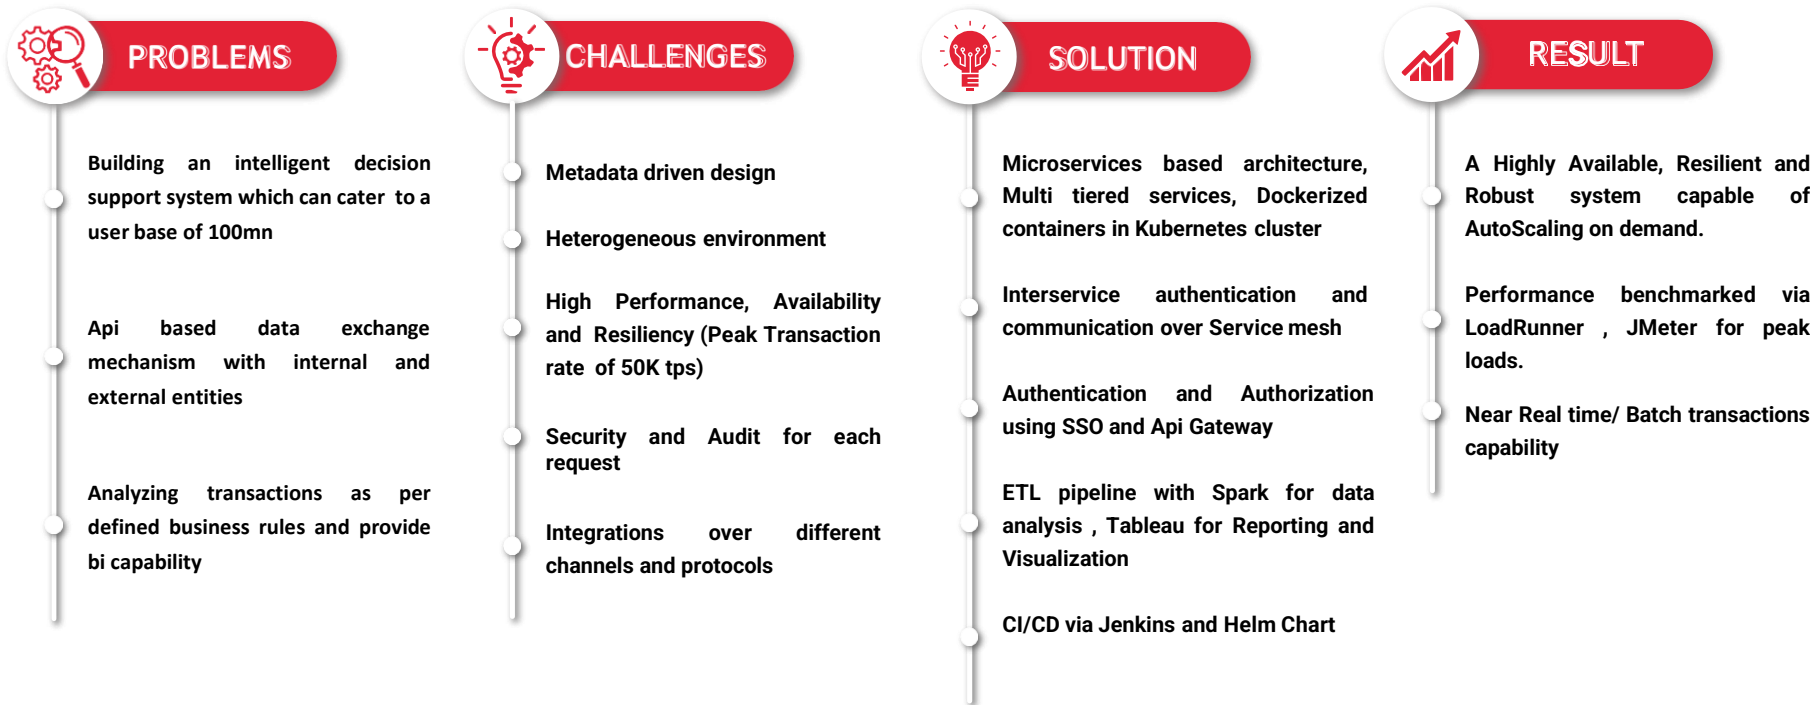 PROBLEMS
Building an intelligent decision
support system which can cater to a
user base of 100mn
Api based data exchange
mechanism with internal and
external entities
Analyzing transactions as per
defined business rules and provide
bi capability
CHALLENGES
Metadata driven design
Heterogeneous environment
High Performance, Availability
and Resiliency (Peak Transaction
rate of 50K tps)
Security and Audit for each
request
Integrations over different
channels and protocols
SOLUTION
Microservices based architecture,
Multi tiered services, Dockerized
containers in Kubernetes cluster
Interservice authentication and
communication over Service mesh
Authentication and Authorization
using SSO and Api Gateway
ETL pipeline with Spark for data
analysis , Tableau for Reporting and
Visualization
CI/CD via Jenkins and Helm Chart
RESULT
A Highly Available, Resilient and
Robust system capable of
AutoScaling on demand.
Performance benchmarked via
LoadRunner , JMeter for peak
loads.
Near Real time/ Batch transactions
capability